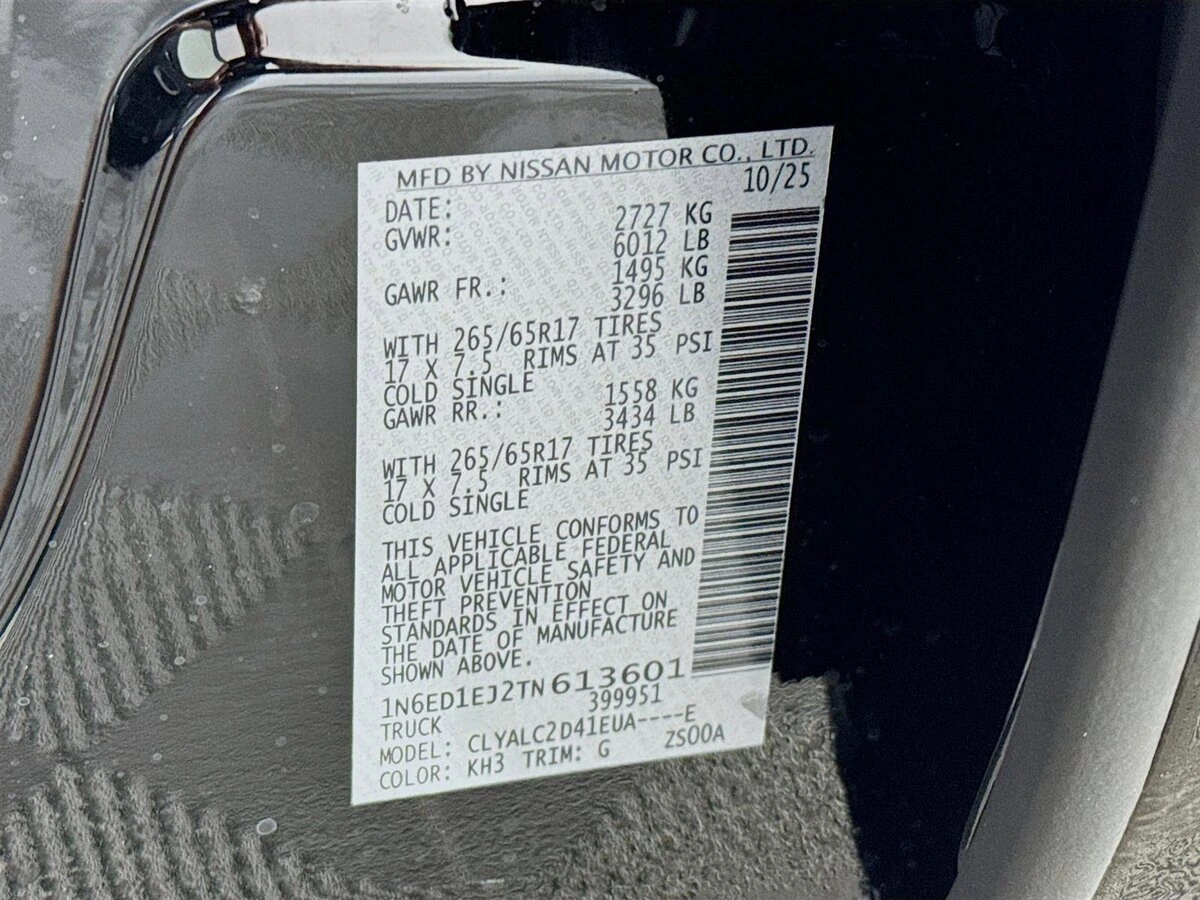 MFD BY NISSAN MOTOR CO., LTD.
DATE: 10/25
GVWR: 2727 KG
6012 LB
GAWR FR.: 1495 KG
3296 LB
WITH 265/65R17 TIRES
17 X 7.5 RIMS AT 35 PSI
COLD SINGLE
GAWR RR.: 1558 KG
3434 LB
WITH 265/65R17 TIRES
17 X 7.5 RIMS AT 35 PSI
COLD SINGLE
THIS VEHICLE CONFORMS TO
ALL APPLICABLE FEDERAL
MOTOR VEHICLE SAFETY AND
THEFT PREVENTION
STANDARDS IN EFFECT ON
THE DATE OF MANUFACTURE
SHOWN ABOVE.
1N6ED1EJ2TN613601
TRUCK 399951
MODEL: CLYALC2D41EUA----E
COLOR: KH3 TRIM: G ZS00A